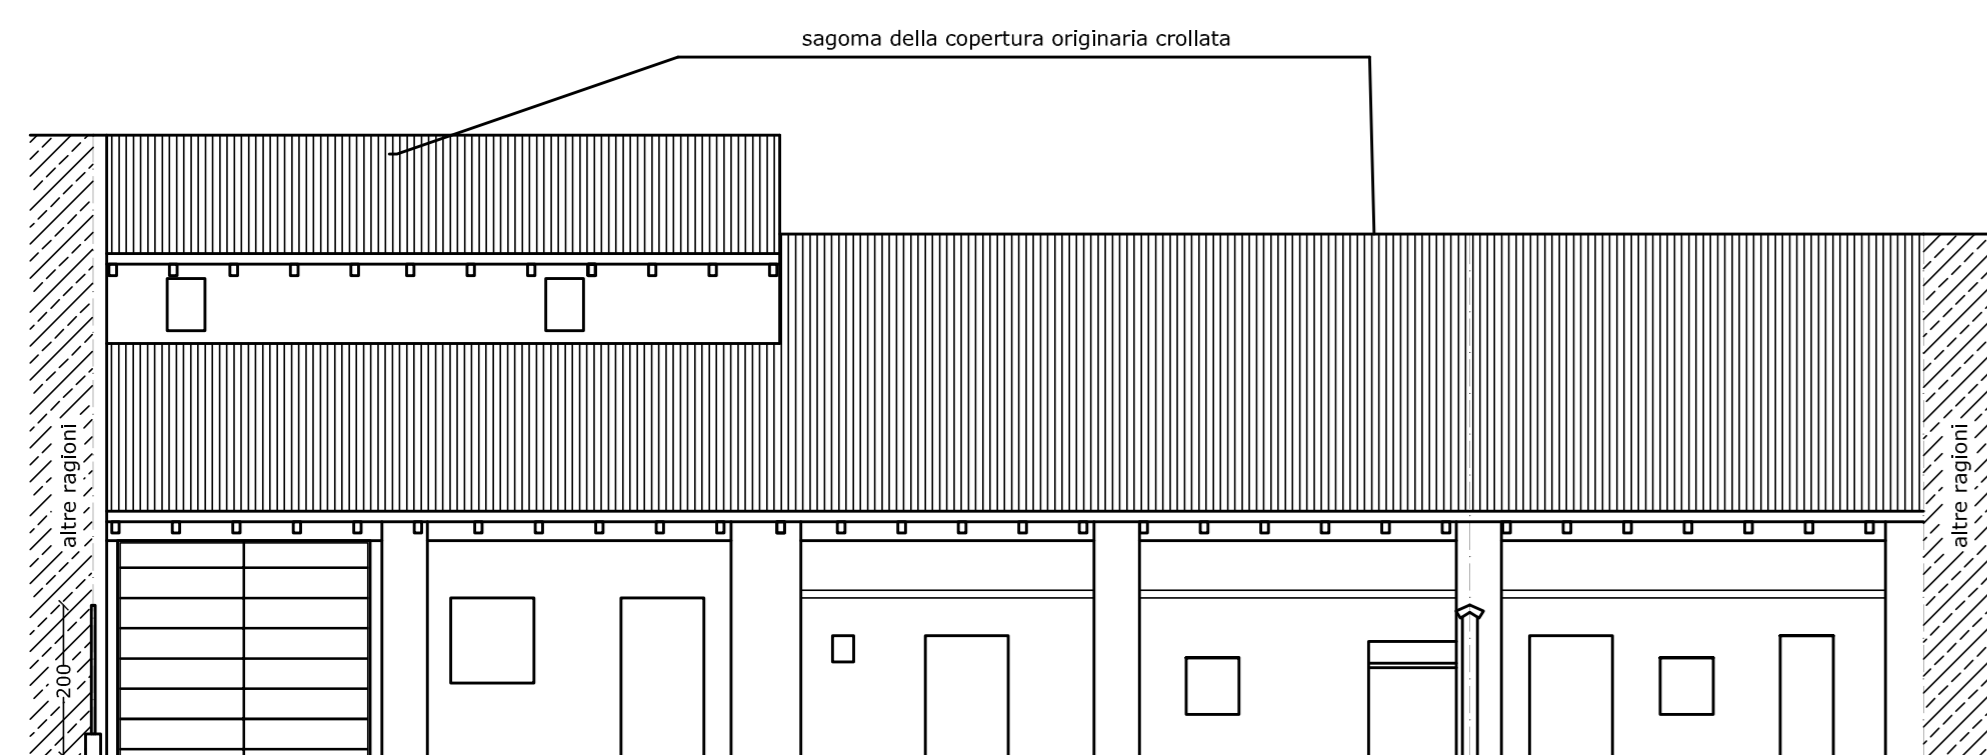 sagoma della copertura originaria crollata
altre ragioni
altre ragioni
200